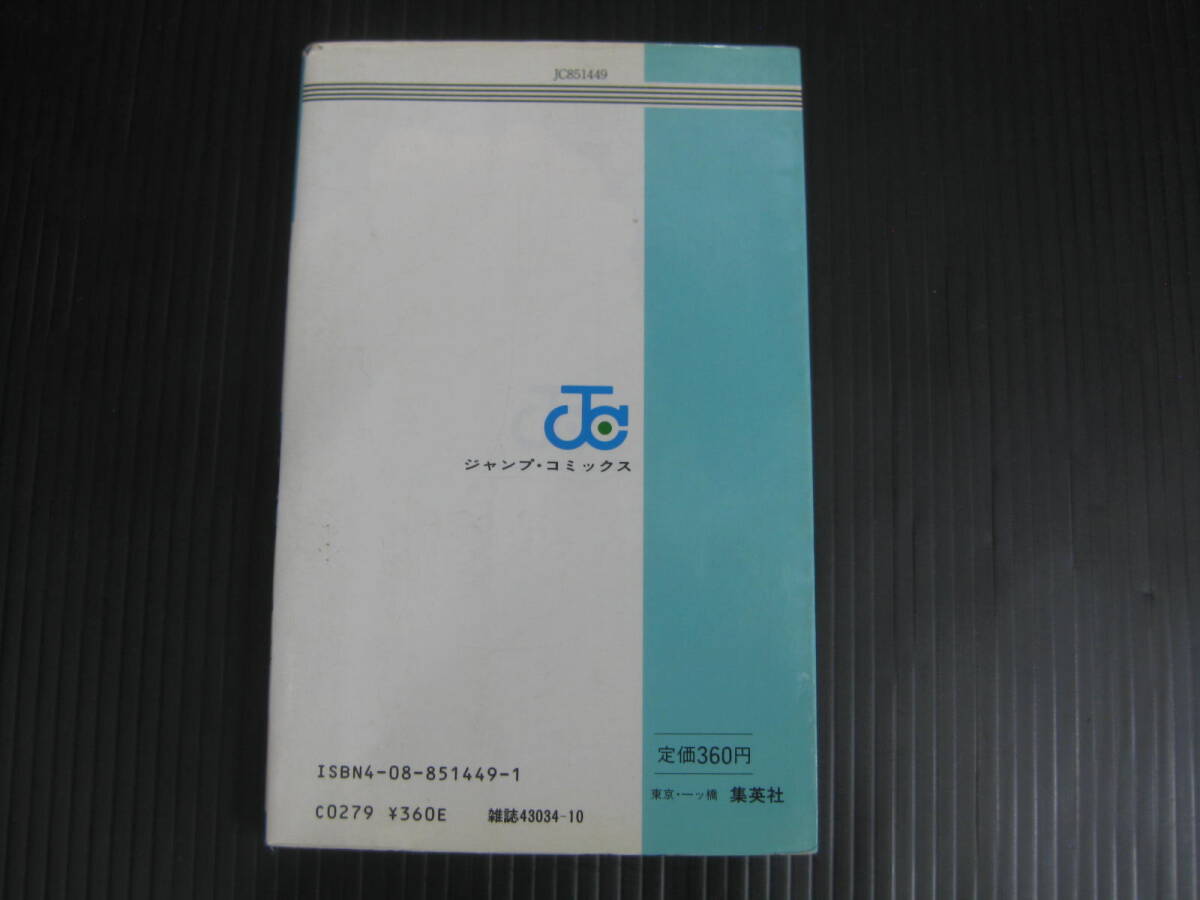 JC851449
JC
ジャンプ・コミックス
定価360円
ISBN4-08-851449-1
東京・一ッ橋 集英社
C0279 ¥360E 雑誌43034-10